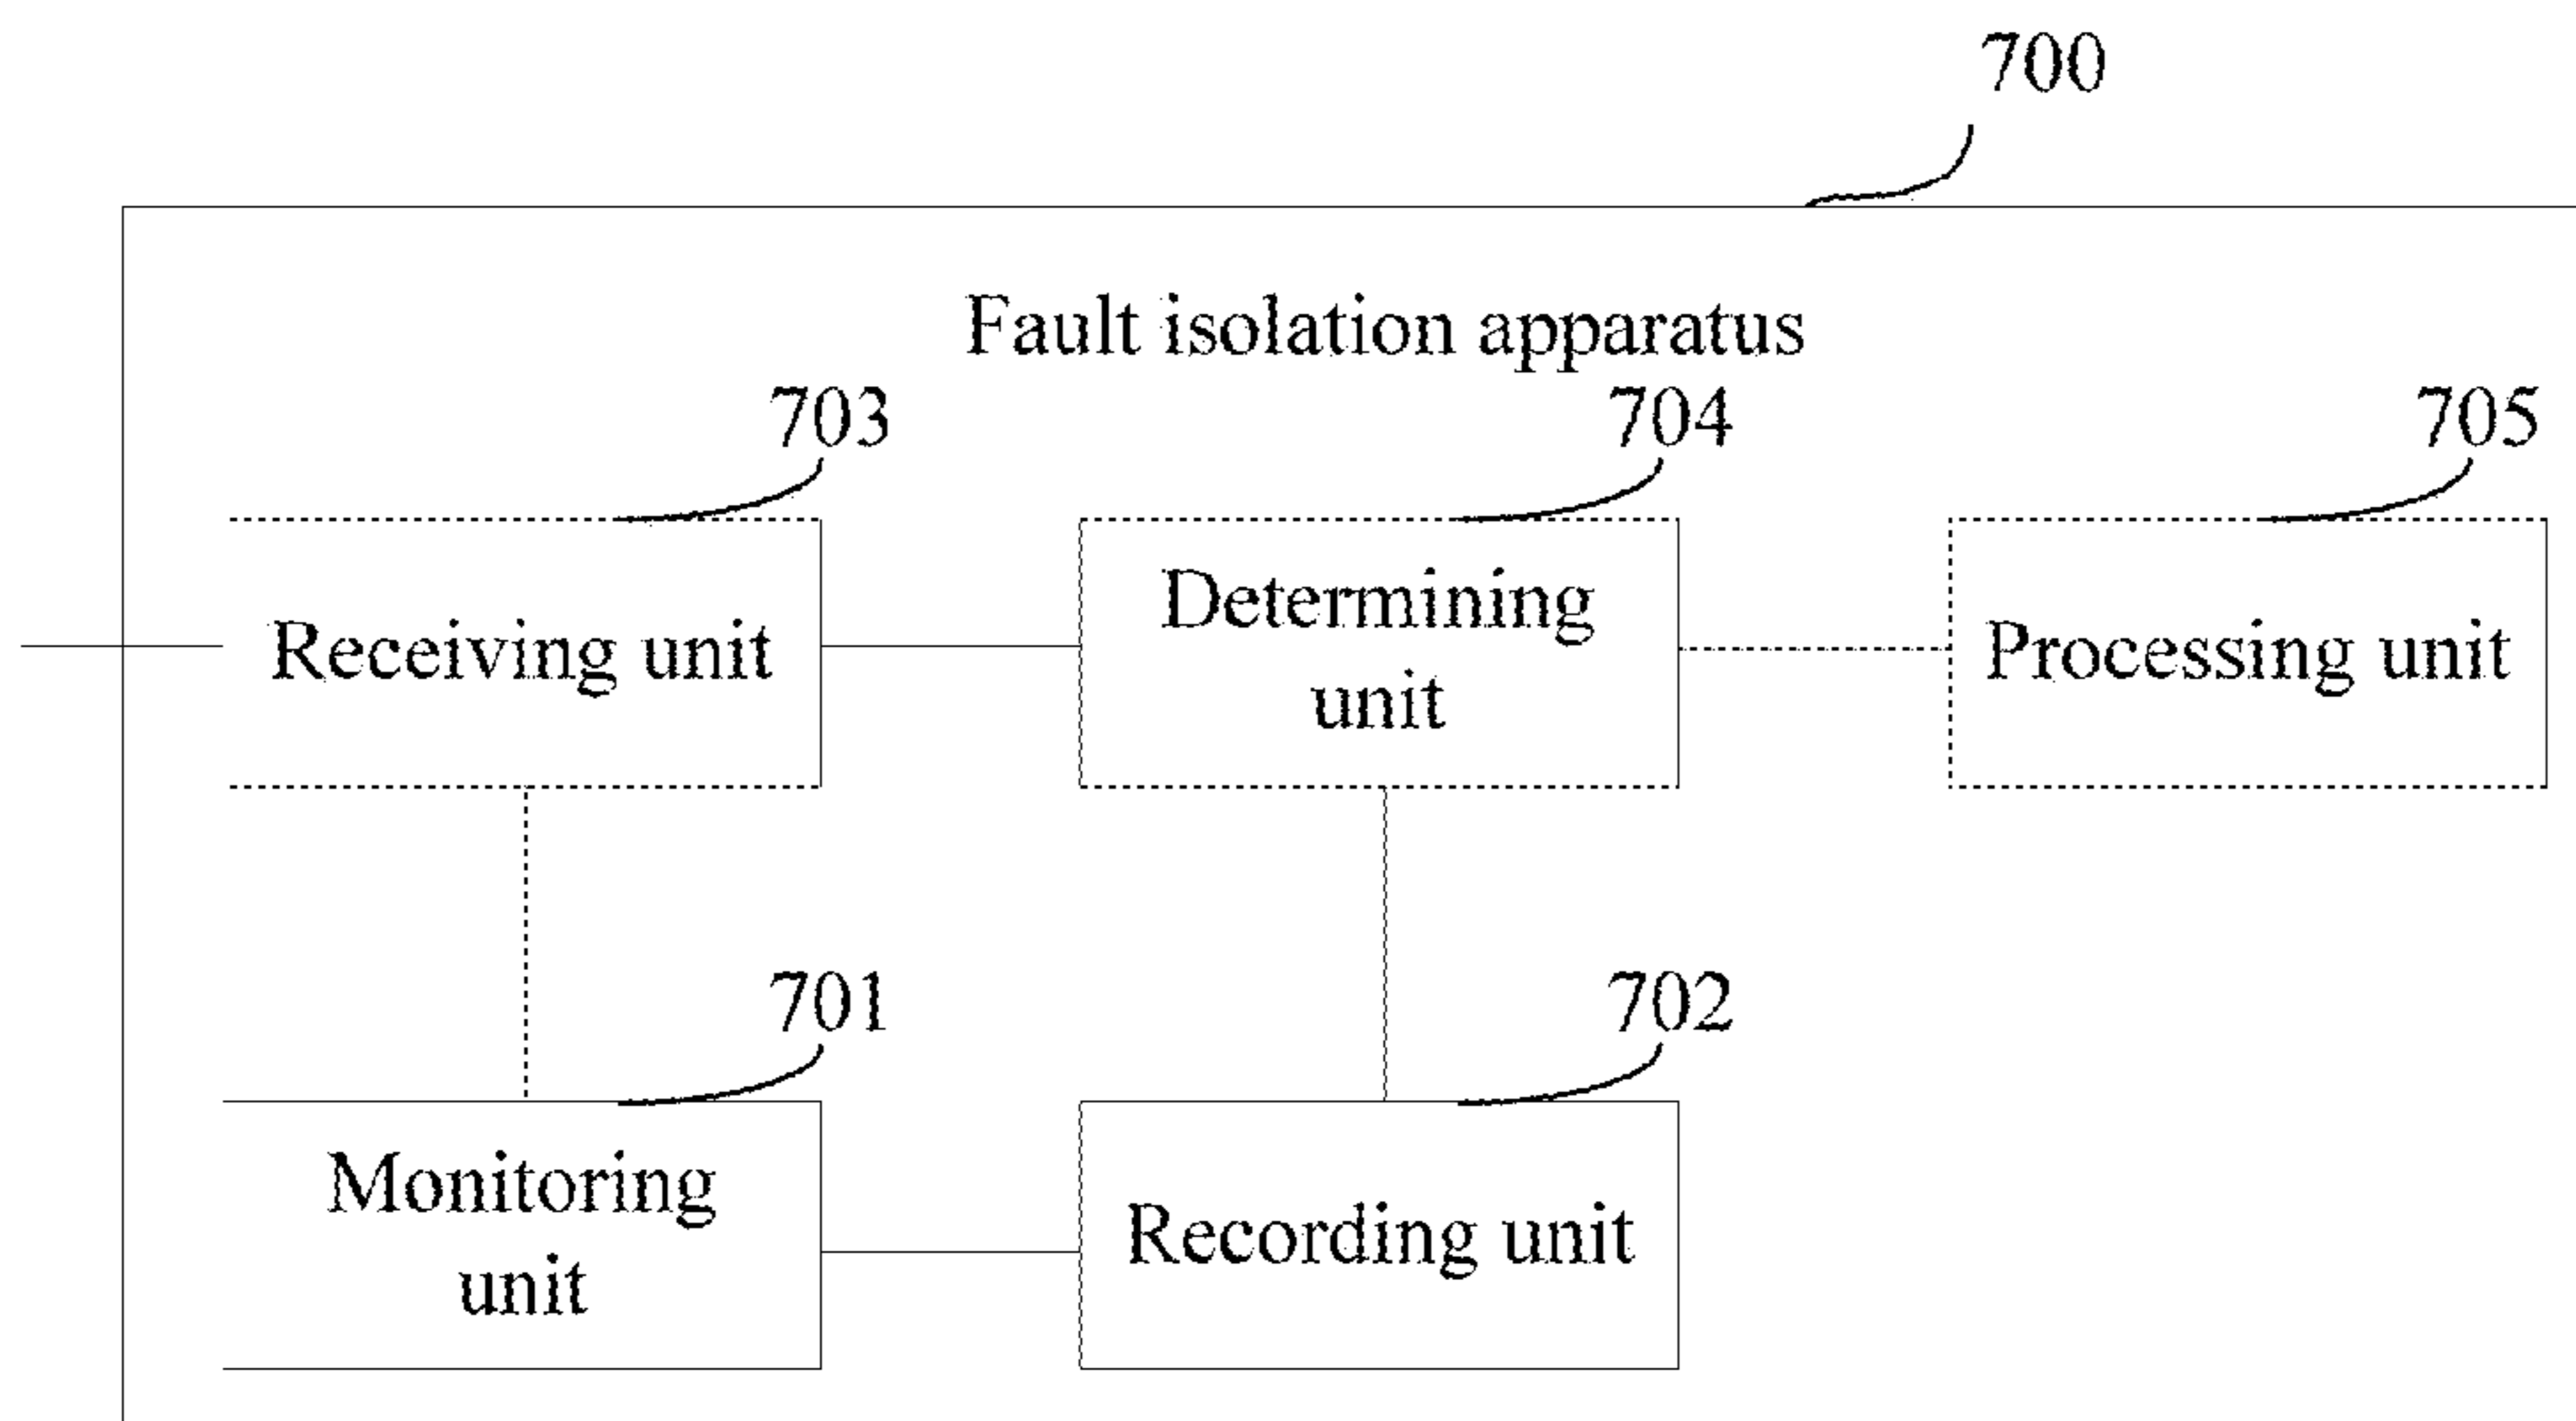 700
Fault isolation apparatus
703
704
705
Receiving unit
Determining
unit
Processing unit
701
702
Monitoring
unit
Recording unit